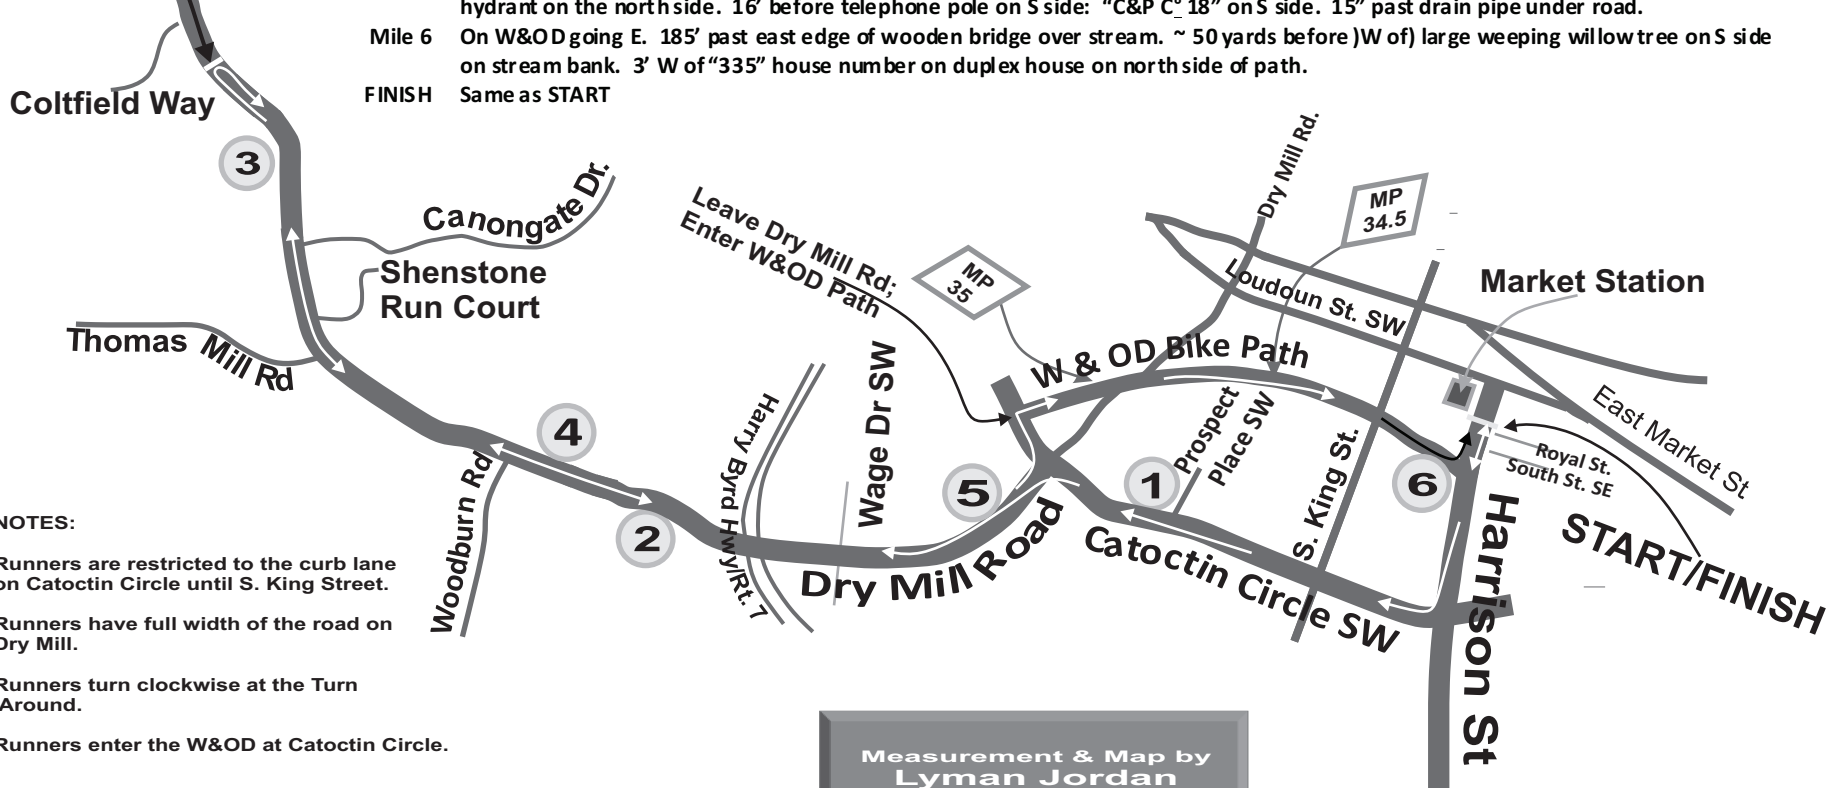 hydrant on the north side. 16’ before telephone pole on S side: “C&P C° 18” on S side. 15” past drain pipe under road.
Mile 6 On W&OD going E. 185’ past east edge of wooden bridge over stream. ~ 50 yards before )W of) large weeping willow tree on S side
on stream bank. 3’ W of “335” house number on duplex house on north side of path.
FINISH Same as START
Coltfield Way
3
Canongate Dr.
Shenstone
Run Court
Thomas Mill Rd
Leave Dry Mill Rd;
Enter W&OD Path
MP
35
Dry Mill Rd.
MP
34.5
Loudoun St. SW
Market Station
W & OD Bike Path
M
East Market St
Royal St.
South St. SE
START/FINISH
Harry Byrd Hwy/Rt. 7
Wage Dr SW
Prospect
Place SW
S. King St.
4
2
5
1
6
Woodburn Rd
Dry Mill Road
Catoctin Circle SW
Harrison St
NOTES:
Runners are restricted to the curb lane
on Catoctin Circle until S. King Street.
Runners have full width of the road on
Dry Mill.
Runners turn clockwise at the Turn
Around.
Runners enter the W&OD at Catoctin Circle.
Measurement & Map by
Lyman Jordan